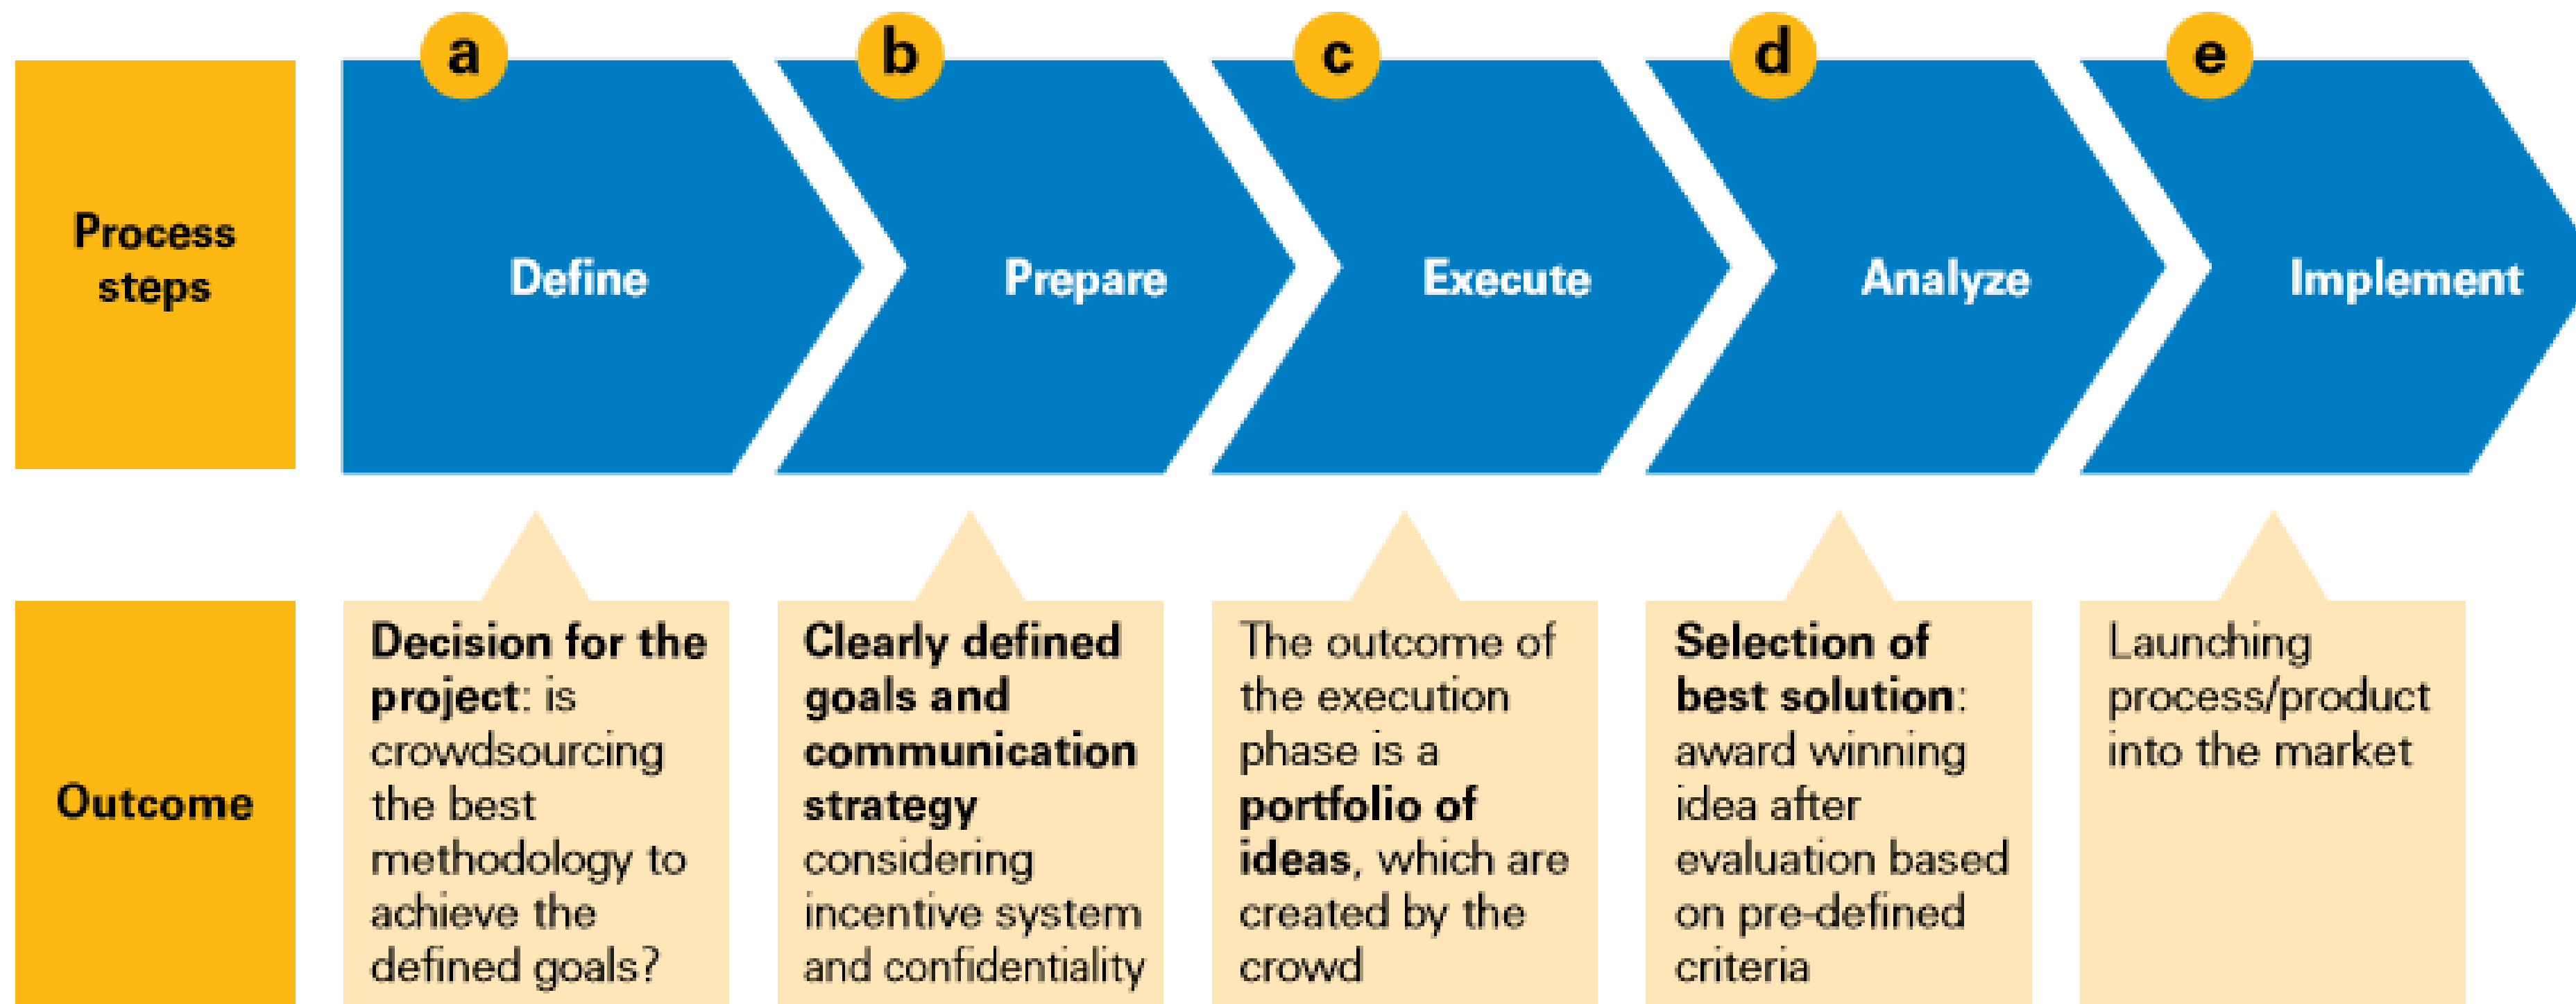 a
b
c
d
e
Process
steps
Define
Prepare
Execute
Analyze
Implement
Outcome
Decision for the
project: is
crowdsourcing
the best
methodology to
achieve the
defined goals?
Clearly defined
goals and
communication
strategy
considering
incentive system
and confidentiality
The outcome of
the execution
phase is a
portfolio of
ideas, which are
created by the
crowd
Selection of
best solution:
award winning
idea after
evaluation based
on pre-defined
criteria
Launching
process/product
into the market